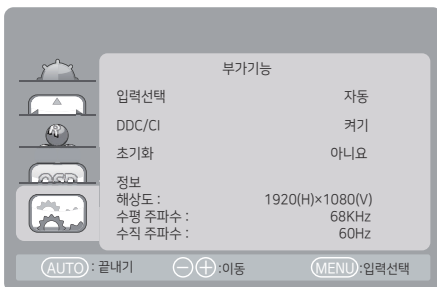 부가기능
입력선택 자동
DDC/CI 켜기
초기화 아니요
정보
해상도 : 1920(H)×1080(V)
수평 주파수 : 68KHz
수직 주파수 : 60Hz
OSD
AUTO : 끝내기 −+ :이동 MENU :입력선택